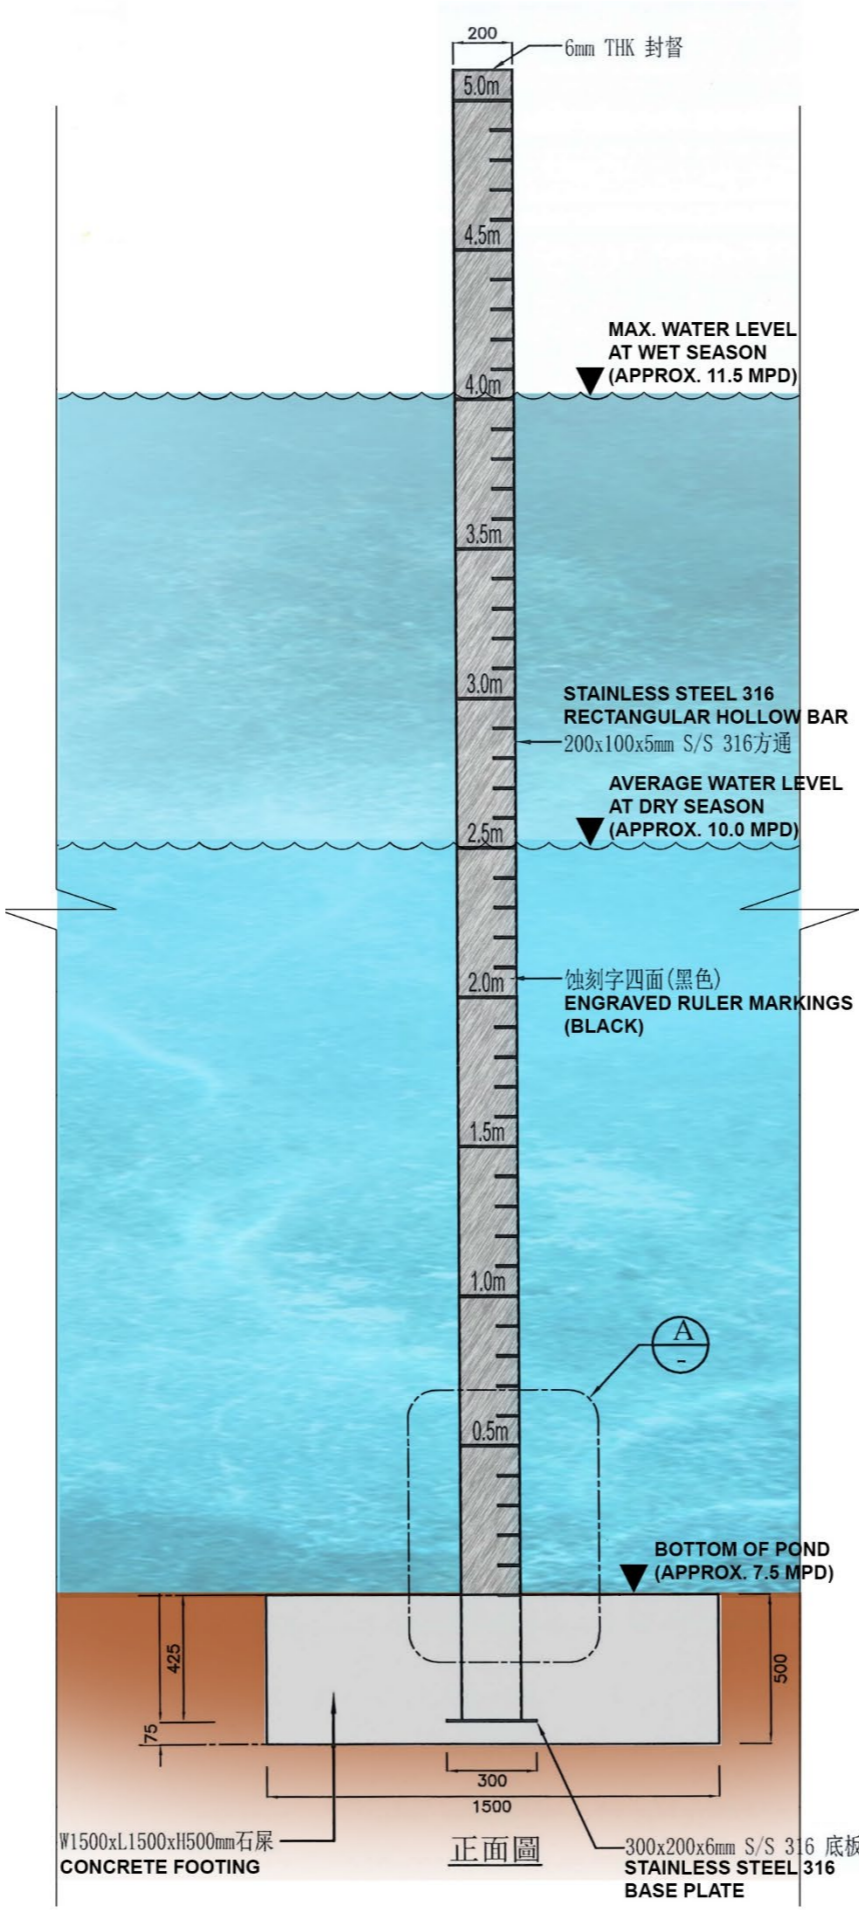 200
6mm THK 封督
5.0m
4.5m
MAX. WATER LEVEL
AT WET SEASON
(APPROX. 11.5 MPD)
4.0m
3.5m
3.0m
STAINLESS STEEL 316
RECTANGULAR HOLLOW BAR
200x100x5mm S/S 316方通
AVERAGE WATER LEVEL
AT DRY SEASON
(APPROX. 10.0 MPD)
2.5m
蚀刻字四面(黑色)
2.0m
ENGRAVED RULER MARKINGS
(BLACK)
1.5m
1.0m
A
-
0.5m
BOTTOM OF POND
(APPROX. 7.5 MPD)
425
500
75
300
1500
W1500xL1500xH500mm石屎
CONCRETE FOOTING
正面圖
300x200x6mm S/S 316 底板
STAINLESS STEEL 316
BASE PLATE